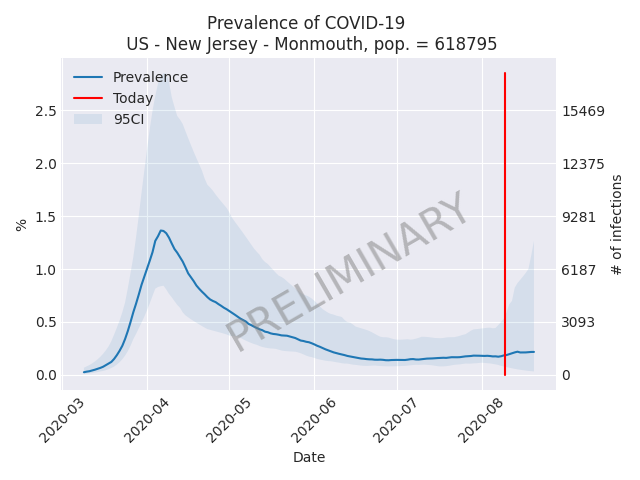 Prevalence of COVID-19
US - New Jersey - Monmouth, pop. = 618795
Prevalence
Today
95CI
PRELIMINARY
%
2.5
2.0
1.5
1.0
0.5
0.0
15469
12375
9281
6187
3093
0
# of infections
2020-03
2020-04
2020-05
2020-06
2020-07
2020-08
Date